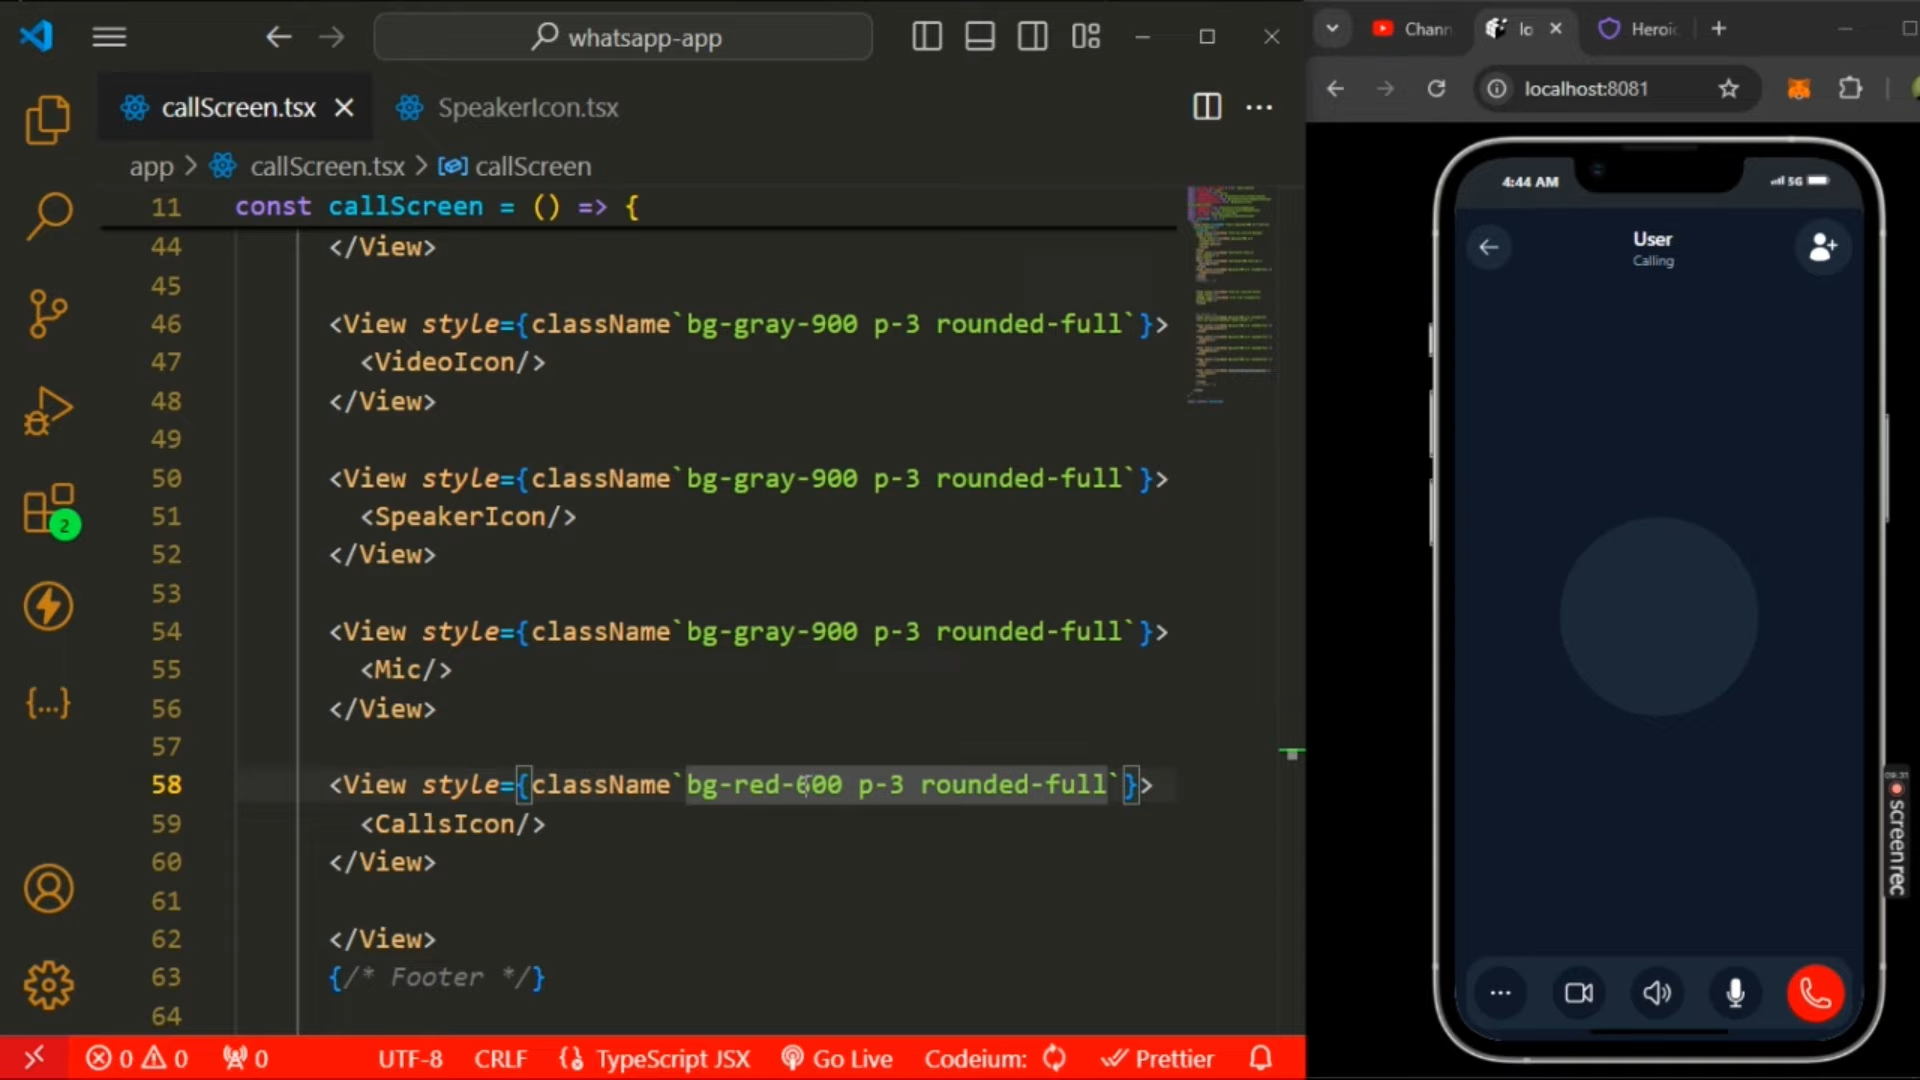 whatsapp-app
callScreen.tsx
SpeakerIcon.tsx
app > callScreen.tsx > callScreen
11 const callScreen = () => {
44 </View>
45
46 <View style={className`bg-gray-900 p-3 rounded-full`}>
47 <VideoIcon/>
48 </View>
49
50 <View style={className`bg-gray-900 p-3 rounded-full`}>
51 <SpeakerIcon/>
52 </View>
53
54 <View style={className`bg-gray-900 p-3 rounded-full`}>
55 <Mic/>
56 </View>
57
58 <View style={className`bg-red-600 p-3 rounded-full`}>
59 <CallsIcon/>
60 </View>
61
62 </View>
63 {/* Footer */}
64
2
{...}
0 0 0 UTF-8 CRLF TypeScript JSX Go Live Codeium: Prettier
Chann lo Heroic
localhost:8081
4:44 AM 5G
User
Calling
screenrec